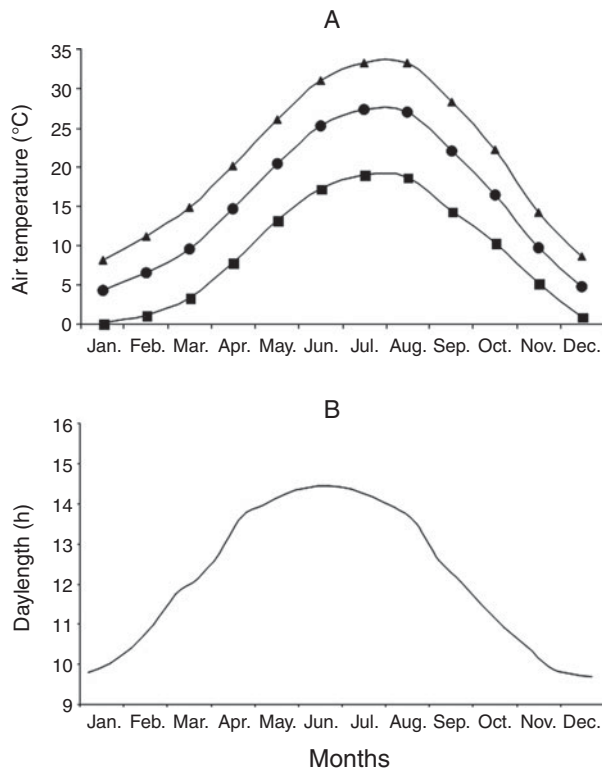 A
Air temperature (°C)
35
30
25
20
15
10
5
0
Jan. Feb. Mar. Apr. May. Jun. Jul. Aug. Sep. Oct. Nov. Dec.
B
Daylength (h)
16
15
14
13
12
11
10
9
Jan. Feb. Mar. Apr. May. Jun. Jul. Aug. Sep. Oct. Nov. Dec.
Months